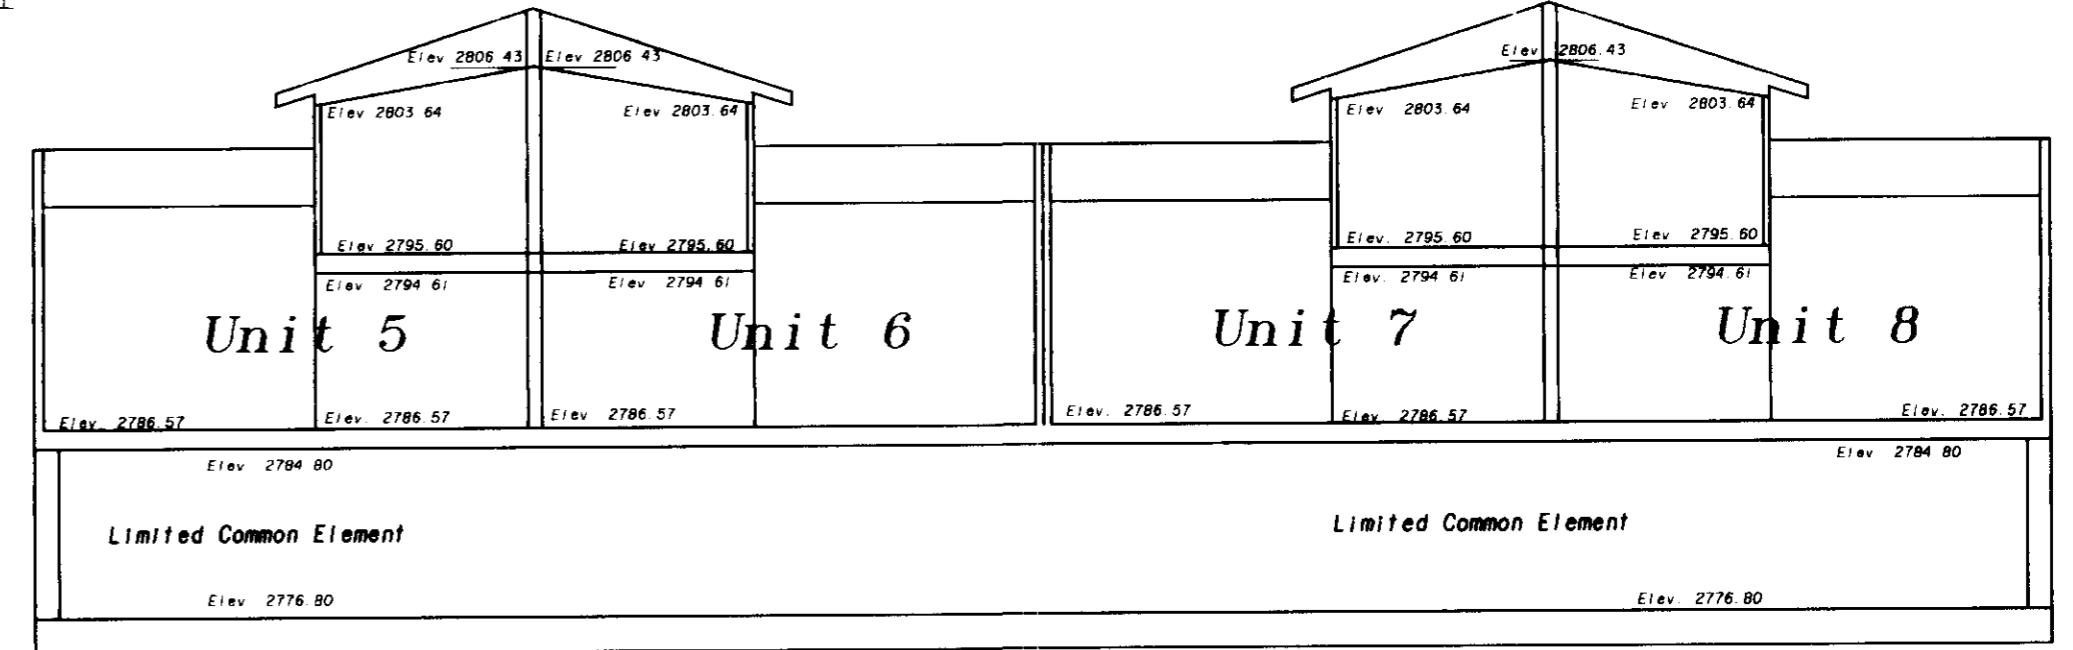 Elev 2806 43 Elev 2806 43 Elev 2806.43
Elev 2803 64 Elev 2803.64 Elev 2803.64 Elev 2803.64
Elev 2795.60 Elev 2795.60 Elev. 2795.60 Elev 2795.60
Elev 2794 61 Elev 2794 61 Elev. 2794 61 Elev 2794.61
Unit 5 Unit 6 Unit 7 Unit 8
Elev. 2786.57 Elev. 2786.57 Elev 2786.57 Elev. 2786.57 Elev. 2786.57 Elev. 2786.57
Elev 2784 80 Elev 2784 80
Limited Common Element Limited Common Element
Elev 2776.80 Elev. 2776.80